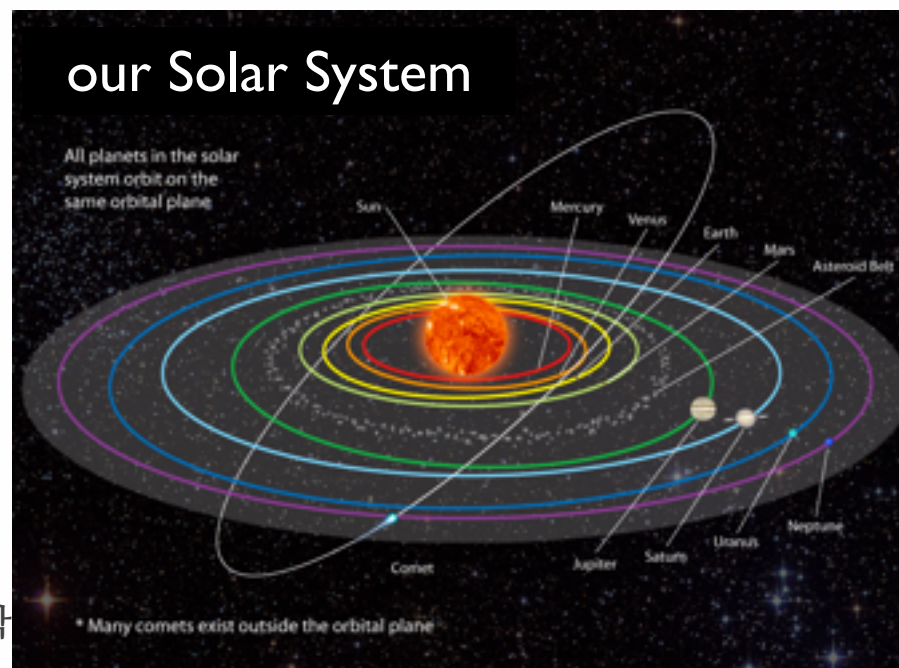 our Solar System
All planets in the solar
system orbit on the
same orbital plane
Sun
Mercury
Venus
Earth
Mars
Asteroid Belt
Neptune
Uranus
Saturn
Jupiter
Comet
* Many comets exist outside the orbital plane